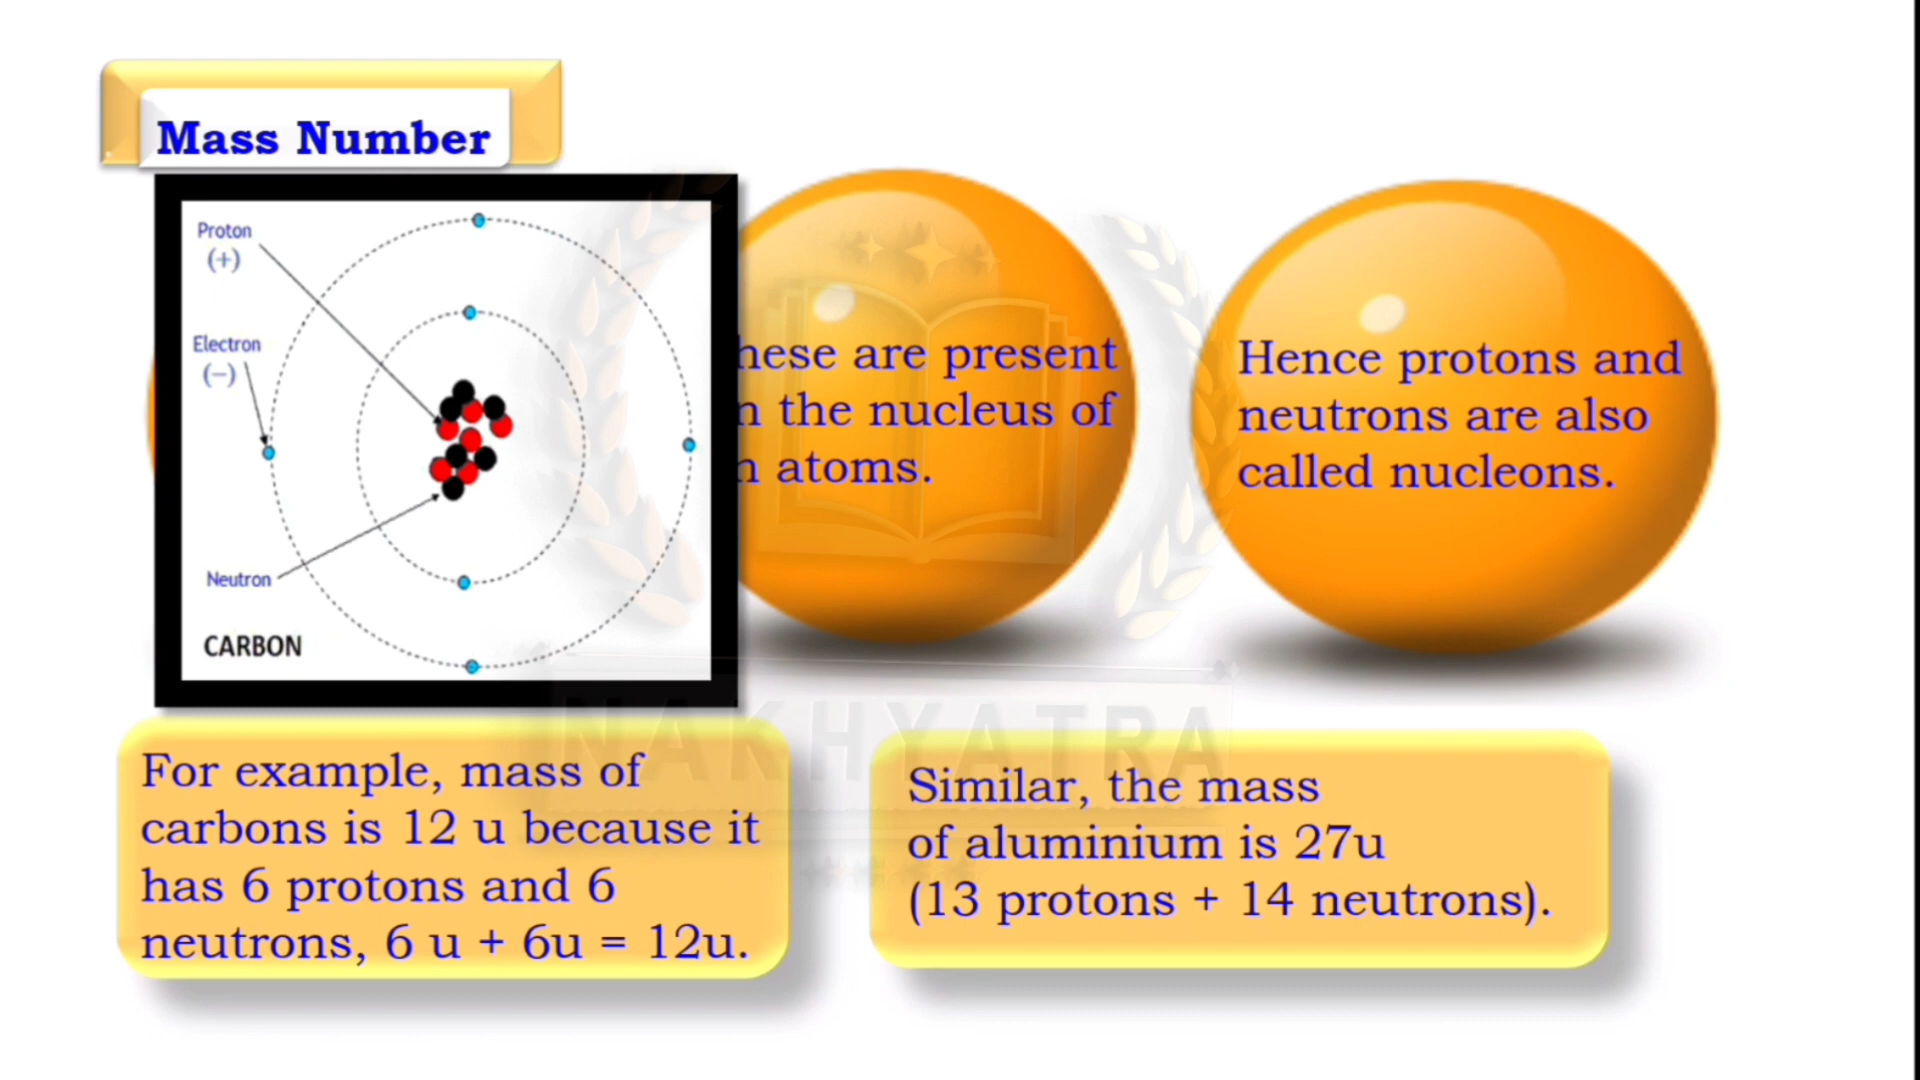 Mass Number
Proton
(+)
Electron
(−)
Neutron
CARBON
hese are present
n the nucleus of
n atoms.
Hence protons and
neutrons are also
called nucleons.
NAKHYATRA
For example, mass of
carbons is 12 u because it
has 6 protons and 6
neutrons, 6 u + 6u = 12u.
Similar, the mass
of aluminium is 27u
(13 protons + 14 neutrons).